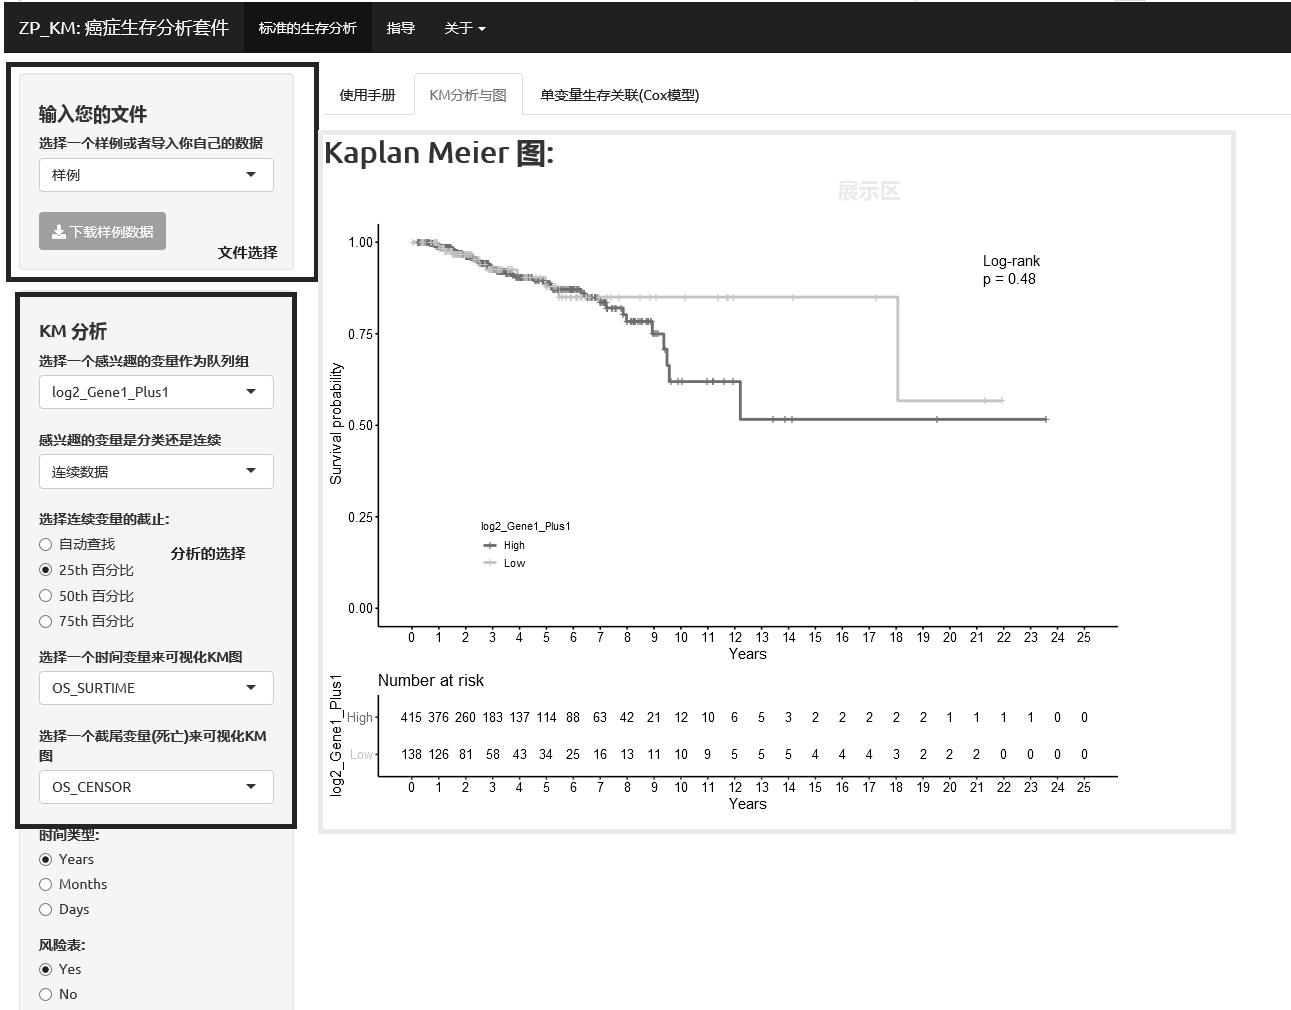 ZP_KM: 癌症生存分析套件 标准的生存分析 指导 关于
输入您的文件
选择一个样例或者导入你自己的数据
样例
下载样例数据
文件选择
KM 分析
选择一个感兴趣的变量作为队列组
log2_Gene1_Plus1
感兴趣的变量是分类还是连续
连续数据
选择连续变量的截止:
自动查找
分析的选择
25th 百分比
50th 百分比
75th 百分比
选择一个时间变量来可视化KM图
OS_SURTIME
选择一个截尾变量(死亡)来可视化KM
图
OS_CENSOR
时间类型:
Years
Months
Days
风险表:
Yes
No
使用手册 KM分析与图 单变量生存关联(Cox模型)
Kaplan Meier 图:
展示区
Log-rank
p = 0.48
Survival probability
1.00
0.75
0.50
0.25
0.00
log2_Gene1_Plus1
High
Low
0 1 2 3 4 5 6 7 8 9 10 11 12 13 14 15 16 17 18 19 20 21 22 23 24 25
Years
Number at risk
log2_Gene1_Plus1
High 415 376 260 183 137 114 88 63 42 21 12 10 6 5 3 2 2 2 2 2 1 1 1 1 0 0
Low 138 126 81 58 43 34 25 16 13 11 10 9 5 5 5 4 4 4 3 2 2 2 0 0 0 0
0 1 2 3 4 5 6 7 8 9 10 11 12 13 14 15 16 17 18 19 20 21 22 23 24 25
Years